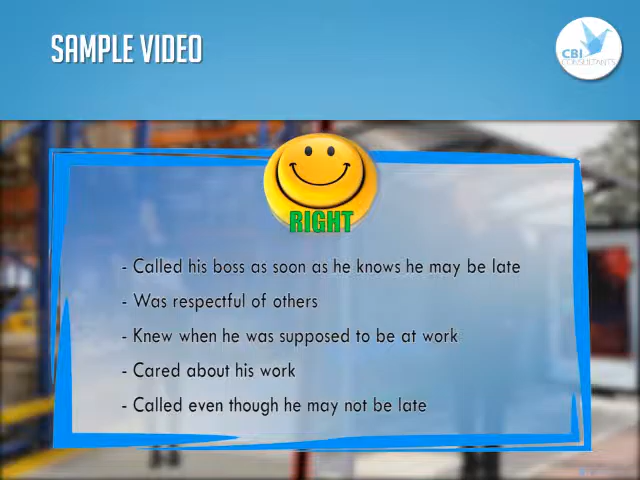 SAMPLE VIDEO
CBI
CONSULTANTS
RIGHT
- Called his boss as soon as he knows he may be late
- Was respectful of others
- Knew when he was supposed to be at work
- Cared about his work
- Called even though he may not be late